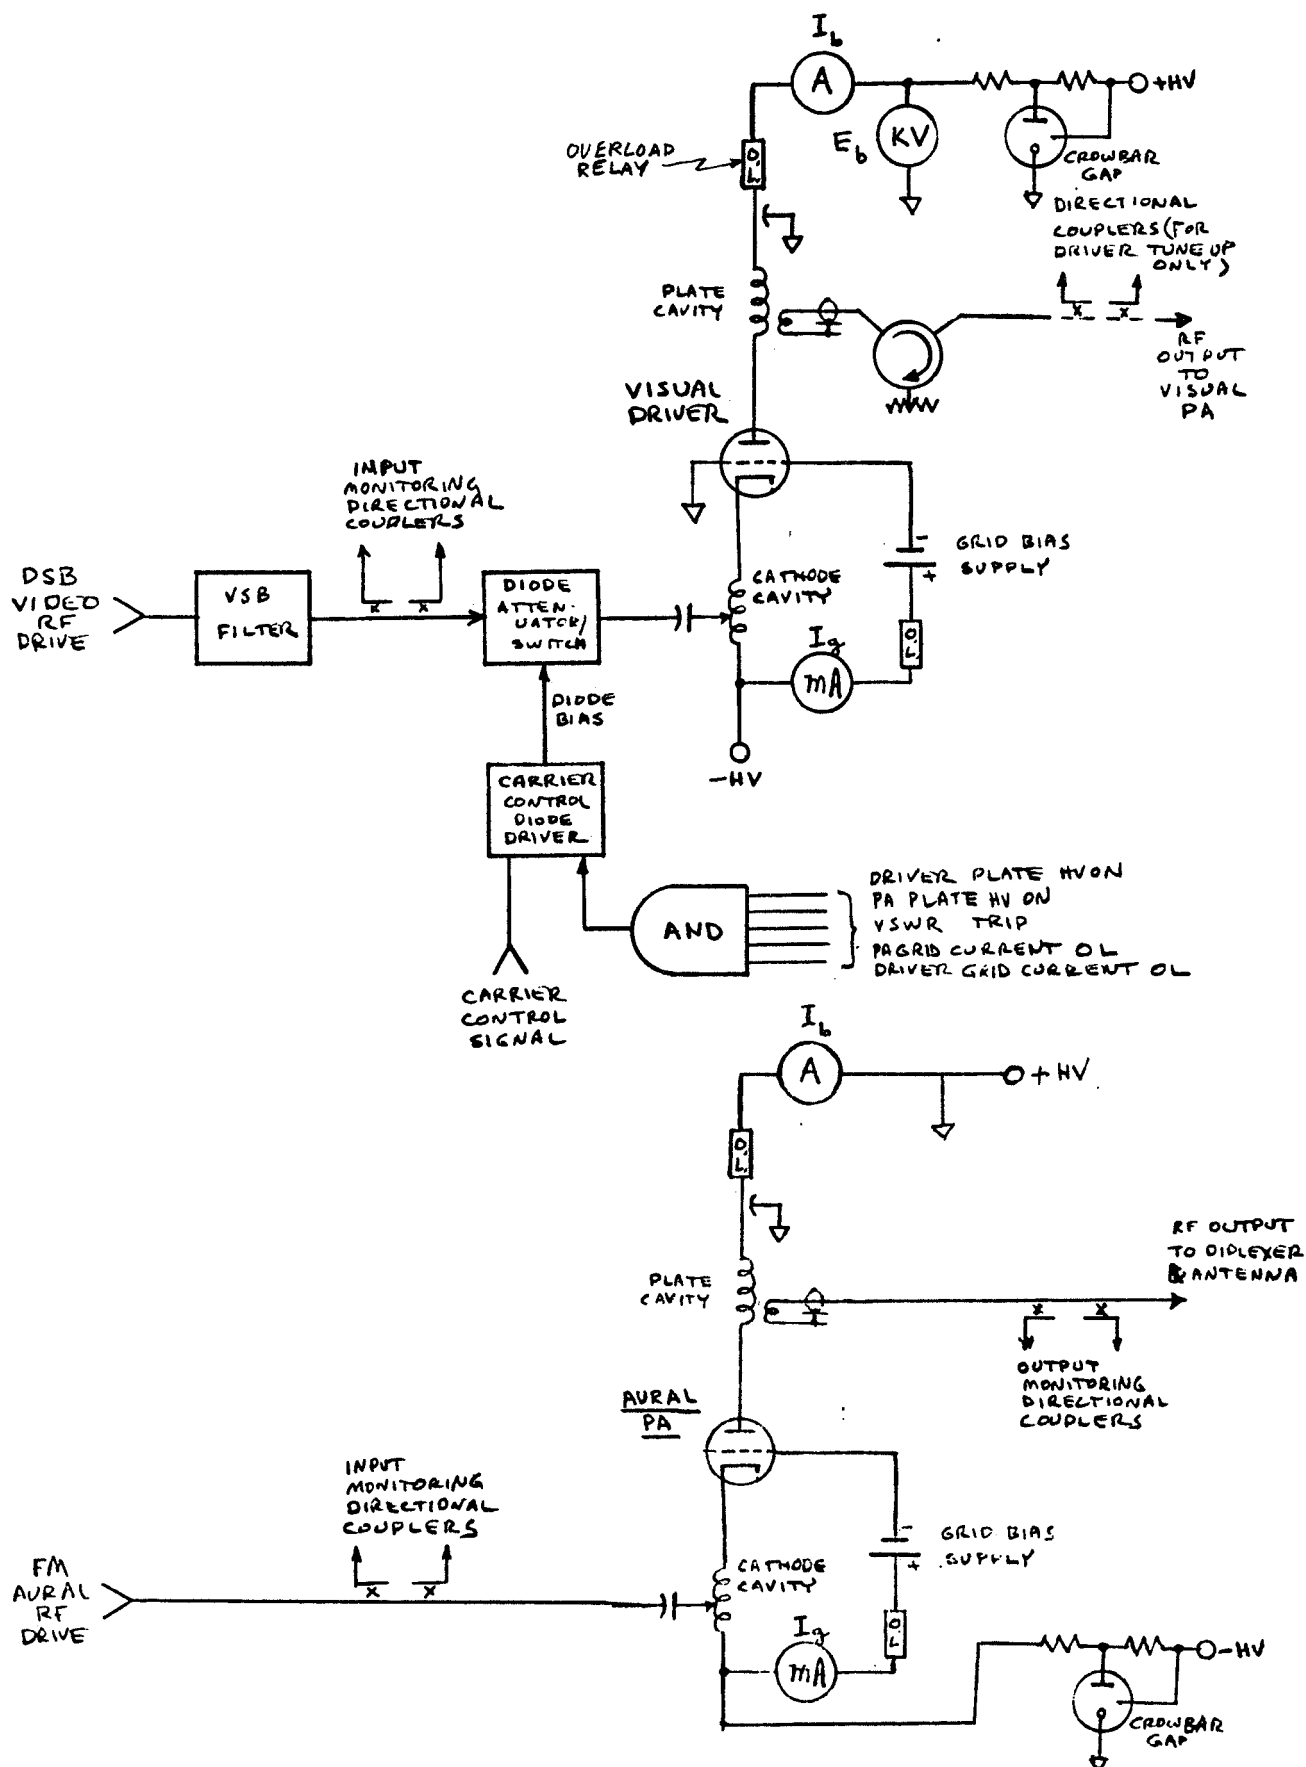 I_b
A
+HV
OVERLOAD
RELAY
O.L.
E_b
KV
CROWBAR
GAP
DIRECTIONAL
COUPLERS (FOR
DRIVER TUNE UP
ONLY)
PLATE
CAVITY
RF
OUTPUT
TO
VISUAL
PA
VISUAL
DRIVER
INPUT
MONITORING
DIRECTIONAL
COUPLERS
DSB
VIDEO
RF
DRIVE
VSB
FILTER
DIODE
ATTEN-
UATOR/
SWITCH
CATHODE
CAVITY
-
+
GRID BIAS
SUPPLY
O.L.
I_g
mA
DIODE
BIAS
-HV
CARRIER
CONTROL
DIODE
DRIVER
AND
DRIVER PLATE HV ON
PA PLATE HV ON
VSWR TRIP
PA GRID CURRENT OL
DRIVER GRID CURRENT OL
CARRIER
CONTROL
SIGNAL
I_b
A
+HV
O.L.
PLATE
CAVITY
RF OUTPUT
TO DIPLEXER
& ANTENNA
OUTPUT
MONITORING
DIRECTIONAL
COUPLERS
AURAL
PA
INPUT
MONITORING
DIRECTIONAL
COUPLERS
FM
AURAL
RF
DRIVE
CATHODE
CAVITY
-
+
GRID BIAS
SUPPLY
O.L.
I_g
mA
-HV
CROWBAR
GAP